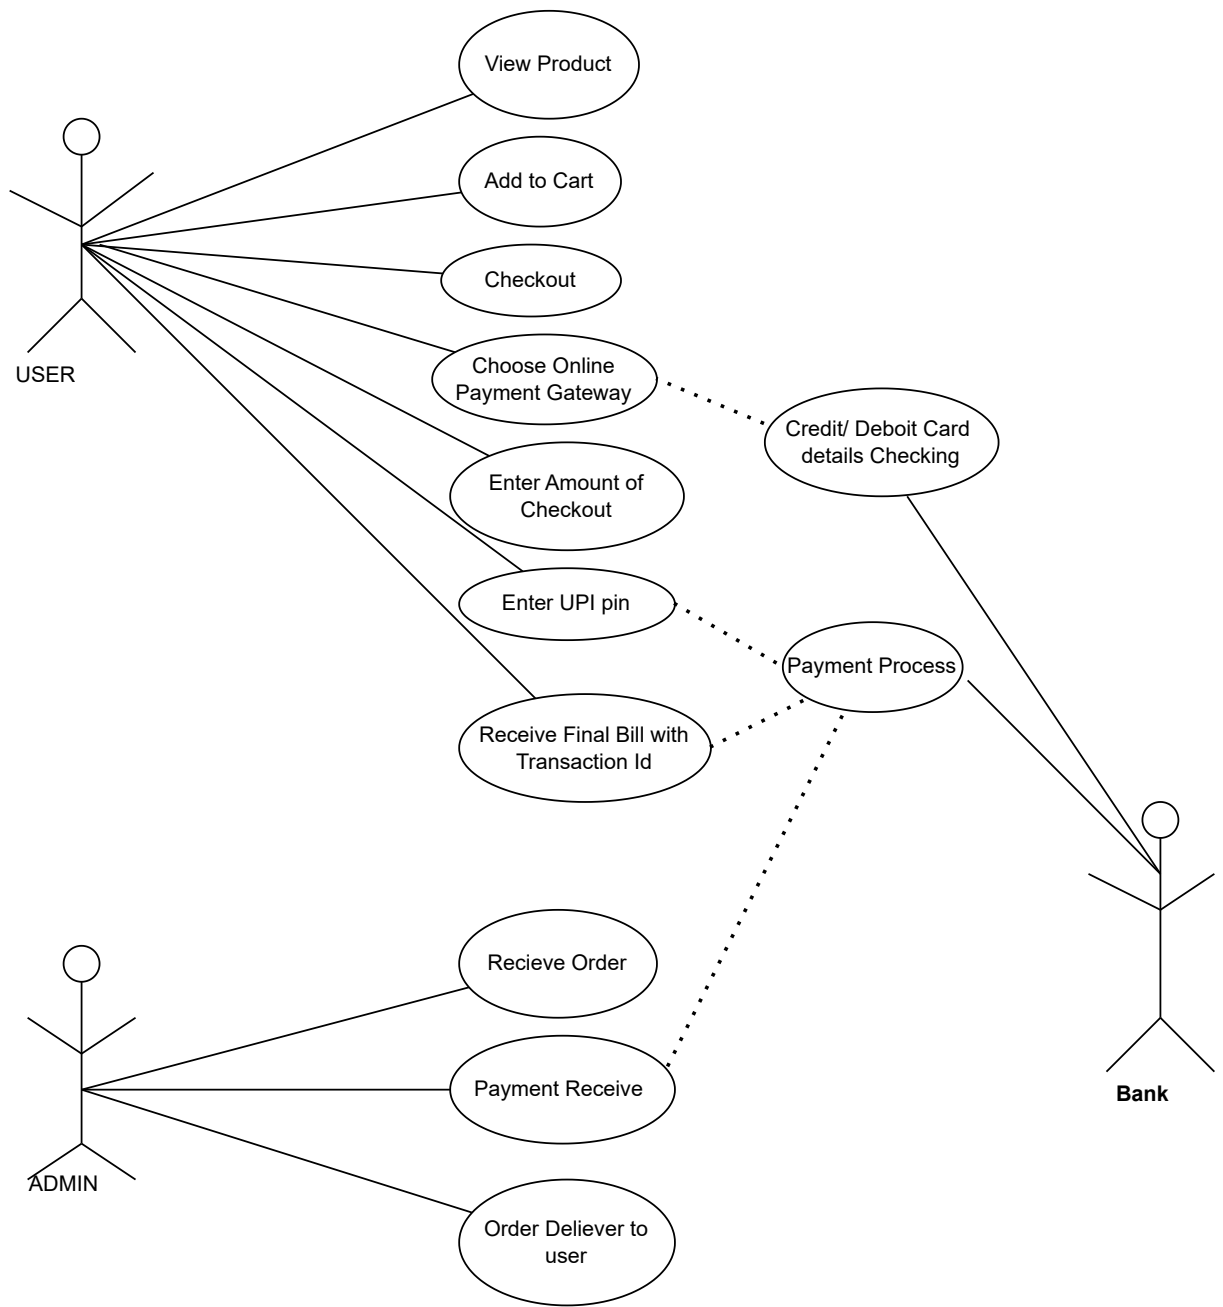 View Product
Add to Cart
Checkout
USER
Choose Online
Payment Gateway
Credit/ Deboit Card
details Checking
Enter Amount of
Checkout
Enter UPI pin
Payment Process
Receive Final Bill with
Transaction Id
Recieve Order
Payment Receive
Bank
ADMIN
Order Deliever to
user